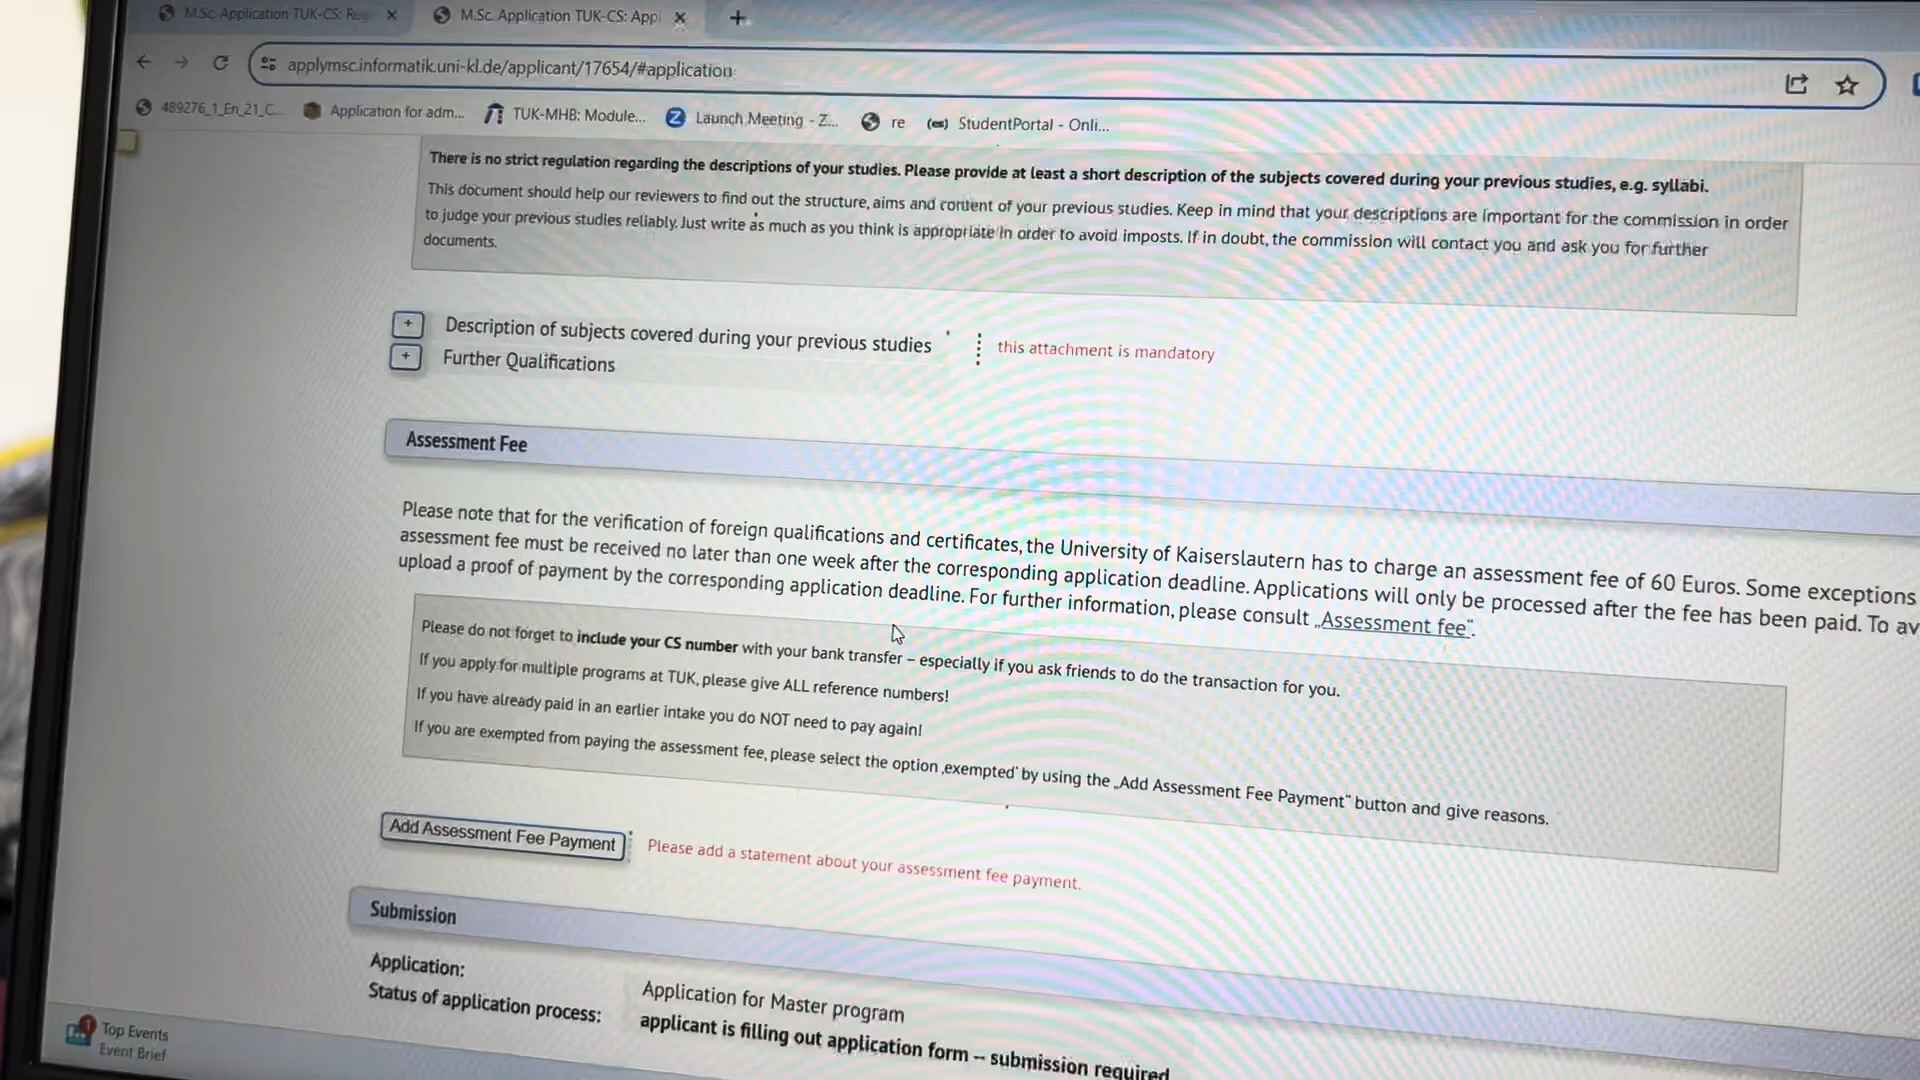 M.Sc. Application TUK-CS: Reg
M.Sc. Application TUK-CS: Appl
applymsc.informatik.uni-kl.de/applicant/17654/#application
489276_1_En_21_C...
Application for adm...
TUK-MHB: Module...
Launch Meeting - Z...
re
StudentPortal - Onli...
There is no strict regulation regarding the descriptions of your studies. Please provide at least a short description of the subjects covered during your previous studies, e.g. syllabi.
This document should help our reviewers to find out the structure, aims and content of your previous studies. Keep in mind that your descriptions are important for the commission in order
to judge your previous studies reliably. Just write as much as you think is appropriate in order to avoid imposts. If in doubt, the commission will contact you and ask you for further
documents.
+ Description of subjects covered during your previous studies
this attachment is mandatory
+ Further Qualifications
Assessment Fee
Please note that for the verification of foreign qualifications and certificates, the University of Kaiserslautern has to charge an assessment fee of 60 Euros. Some exceptions
assessment fee must be received no later than one week after the corresponding application deadline. Applications will only be processed after the fee has been paid. To av
upload a proof of payment by the corresponding application deadline. For further information, please consult „Assessment fee“.
Please do not forget to include your CS number with your bank transfer – especially if you ask friends to do the transaction for you.
If you apply for multiple programs at TUK, please give ALL reference numbers!
If you have already paid in an earlier intake you do NOT need to pay again!
If you are exempted from paying the assessment fee, please select the option ‚exempted‘ by using the „Add Assessment Fee Payment“ button and give reasons.
Add Assessment Fee Payment
Please add a statement about your assessment fee payment.
Submission
Application:
Application for Master program
Status of application process:
applicant is filling out application form -- submission required
1
Top Events
Event Brief